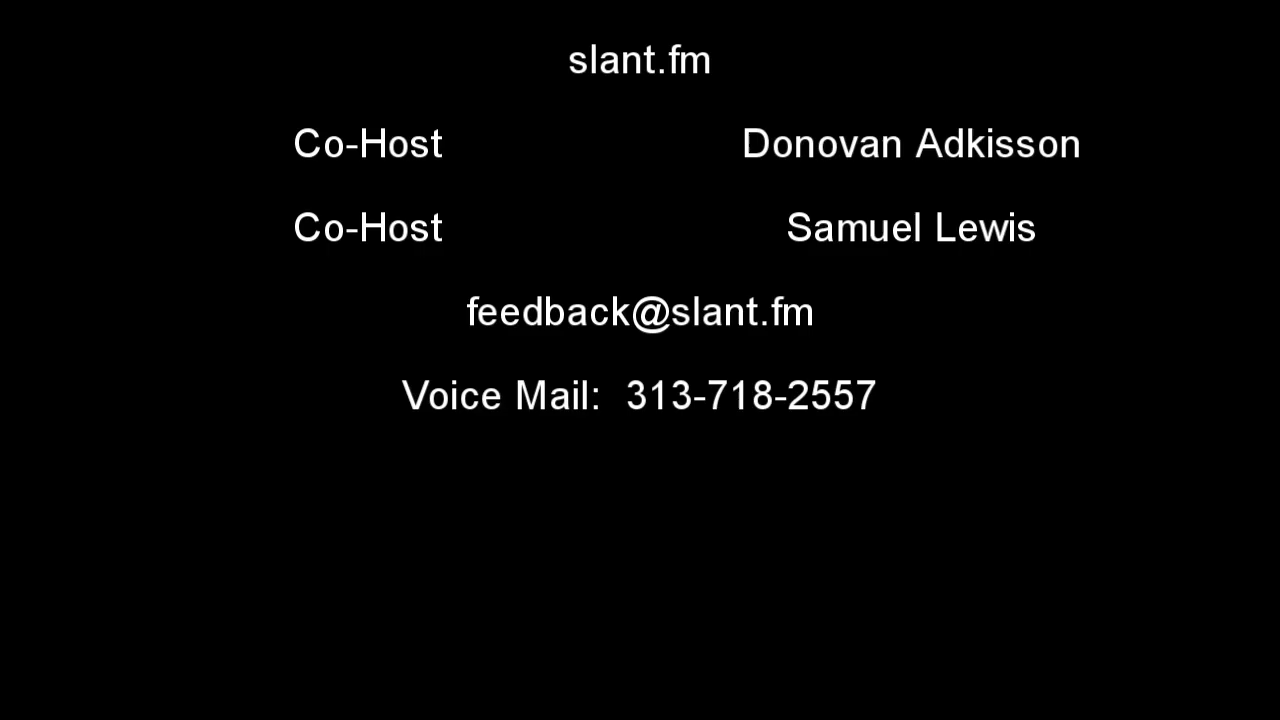 slant.fm
Co-Host Donovan Adkisson
Co-Host Samuel Lewis
feedback@slant.fm
Voice Mail: 313-718-2557